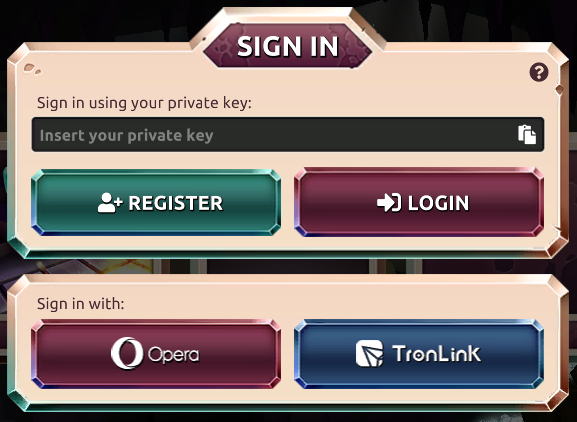 SIGN IN
Sign in using your private key:
Insert your private key
REGISTER
LOGIN
Sign in with:
Opera
TronLink